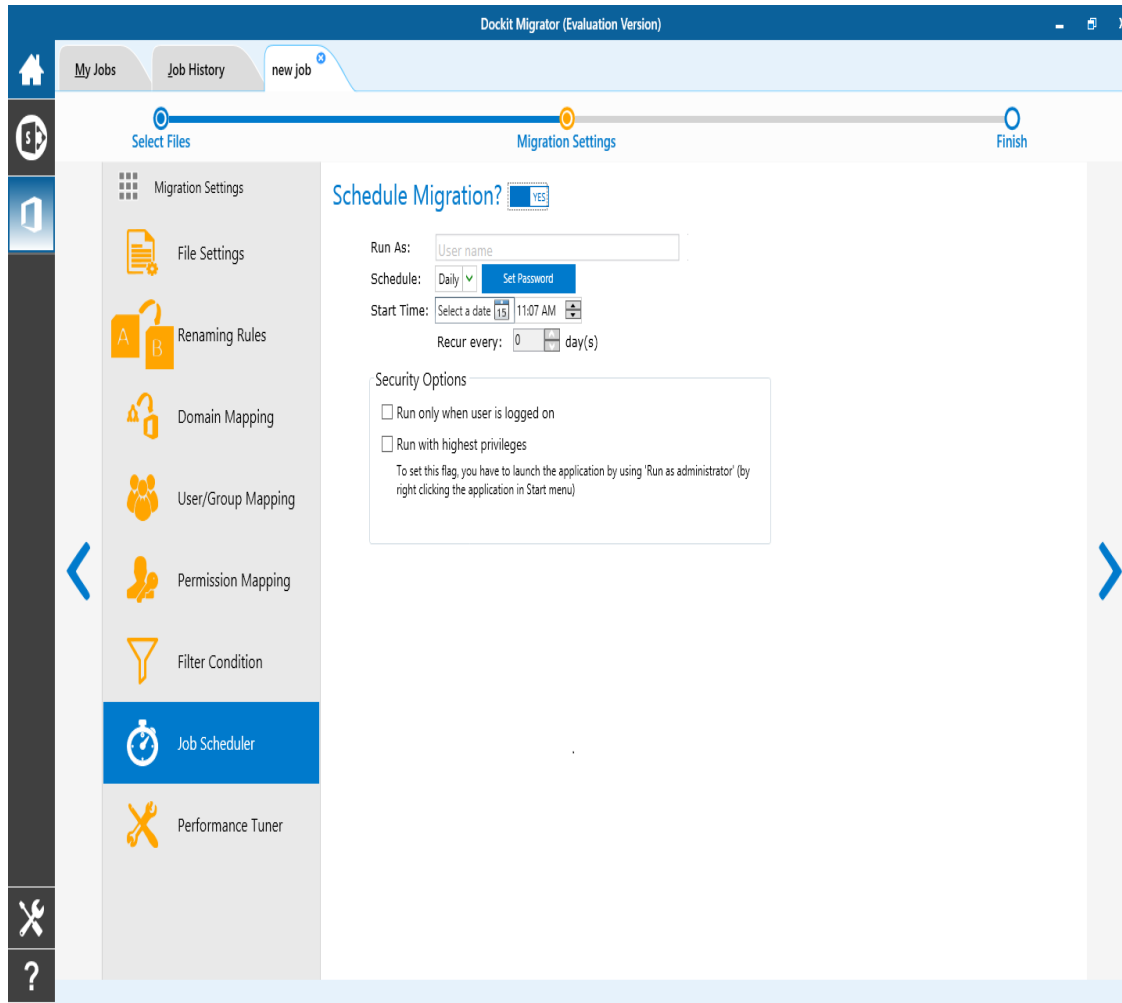 Dockit Migrator (Evaluation Version)
My Jobs
Job History
new job
Select Files
Migration Settings
Finish
Migration Settings
File Settings
A
B
Renaming Rules
Domain Mapping
User/Group Mapping
Permission Mapping
Filter Condition
Job Scheduler
Performance Tuner
Schedule Migration? YES
Run As: User name
Schedule: Daily Set Password
Start Time: Select a date 15 11:07 AM
Recur every: 0 day(s)
Security Options
Run only when user is logged on
Run with highest privileges
To set this flag, you have to launch the application by using 'Run as administrator' (by
right clicking the application in Start menu)
S
?